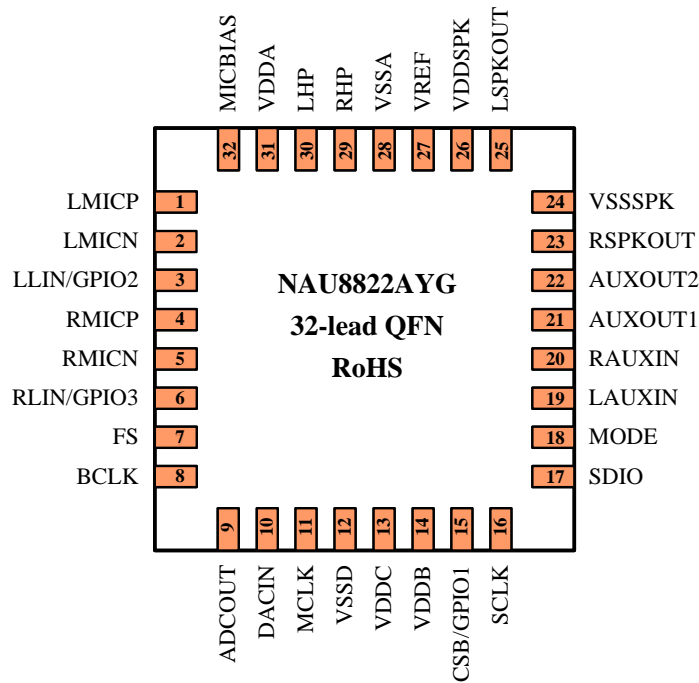 MICBIAS
VDDA
LHP
RHP
VSSA
VREF
VDDSPK
LSPKOUT
32
31
30
29
28
27
26
25
LMICP 1
LMICN 2
LLIN/GPIO2 3
RMICP 4
RMICN 5
RLIN/GPIO3 6
FS 7
BCLK 8
NAU8822AYG
32-lead QFN
RoHS
24 VSSSPK
23 RSPKOUT
22 AUXOUT2
21 AUXOUT1
20 RAUXIN
19 LAUXIN
18 MODE
17 SDIO
9
10
11
12
13
14
15
16
ADCOUT
DACIN
MCLK
VSSD
VDDC
VDDB
CSB/GPIO1
SCLK